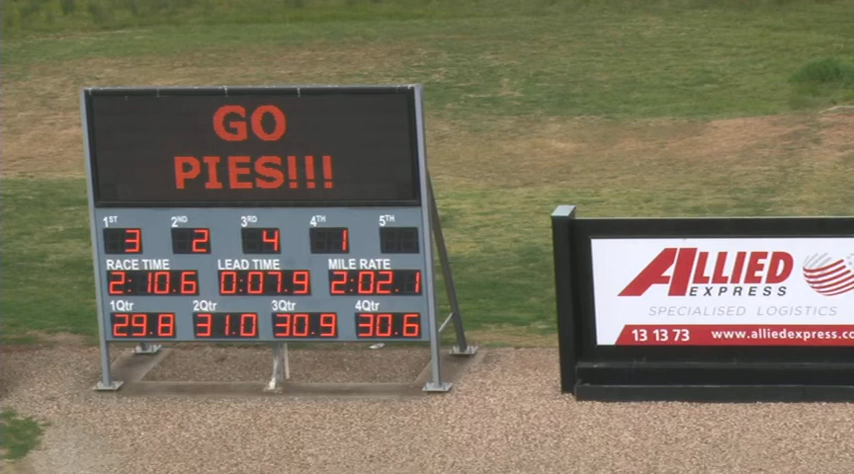 GO
PIES!!!
1ST 2ND 3RD 4TH 5TH
3 2 4 1
RACE TIME LEAD TIME MILE RATE
2:10.6 0:07.9 2:02.1
1Qtr 2Qtr 3Qtr 4Qtr
29.8 31.0 30.9 30.6
ALLIED
EXPRESS
SPECIALISED LOGISTICS
13 13 73 www.alliedexpress.co